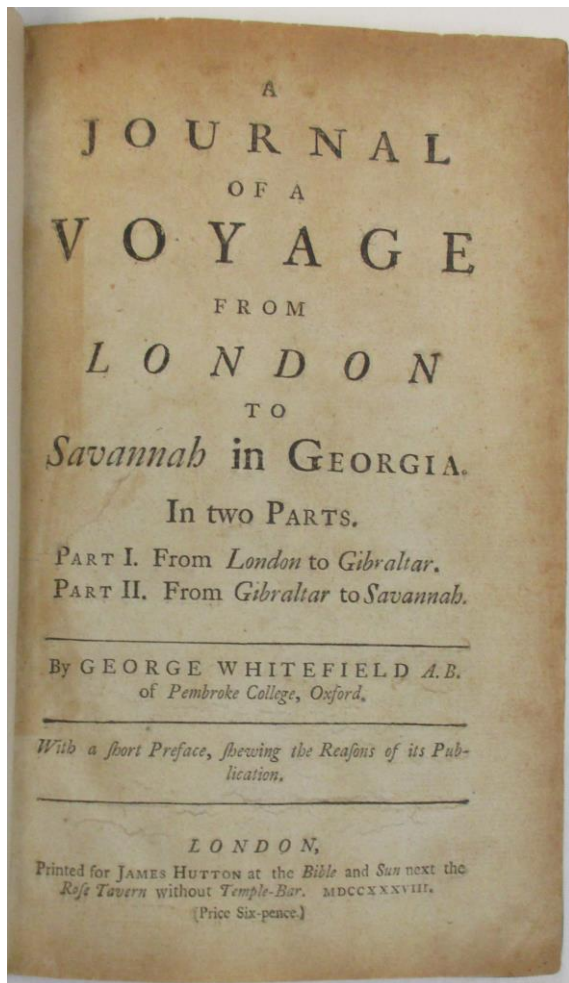 A
JOURNAL
OF A
VOYAGE
FROM
LONDON
TO
Savannah in GEORGIA.
In two PARTS.
PART I. From London to Gibraltar.
PART II. From Gibraltar to Savannah.
By GEORGE WHITEFIELD A.B.
of Pembroke College, Oxford.
With a ſhort Preface, ſhewing the Reaſons of its Pub-
lication.
LONDON,
Printed for JAMES HUTTON at the Bible and Sun next the
Roſe Tavern without Temple-Bar. MDCCXXXVIII.
(Price Six-pence.)